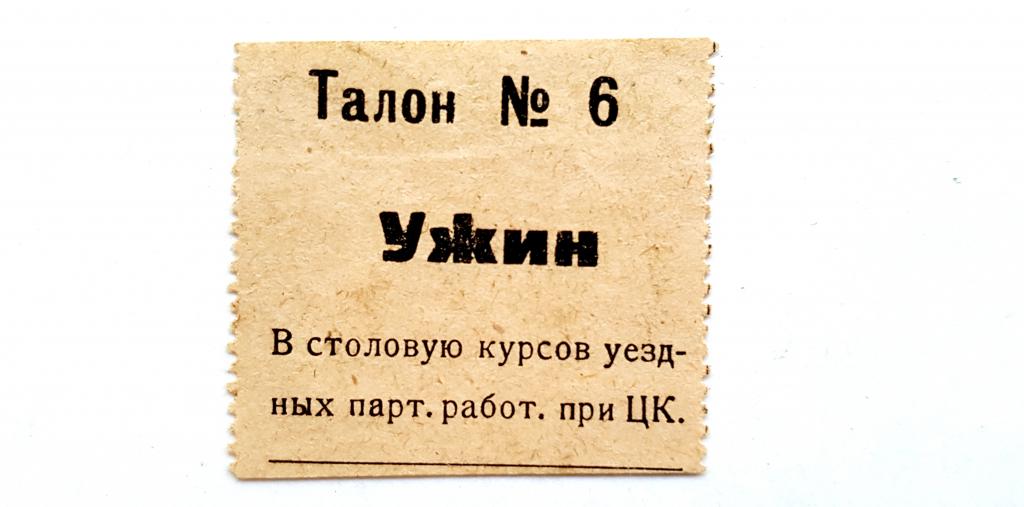 Талон № 6
Ужин
В столовую курсов уезд-
ных парт. работ. при ЦК.